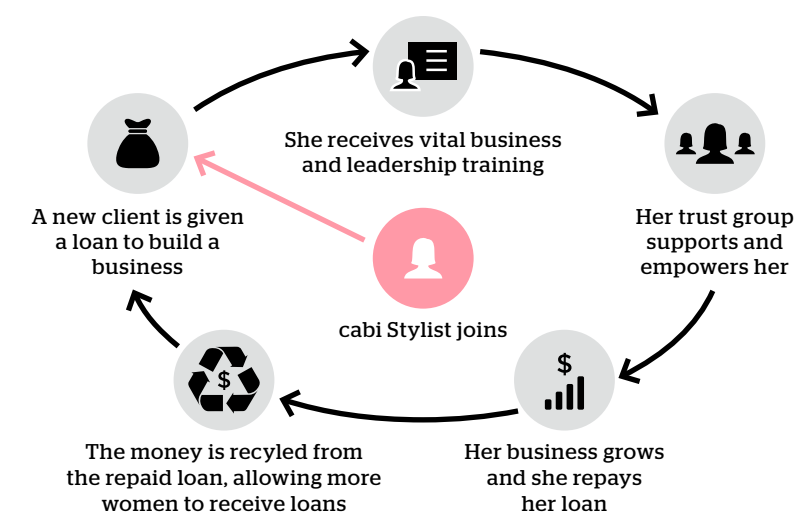 She receives vital business
and leadership training
A new client is given
a loan to build a
business
Her trust group
supports and
empowers her
cabi Stylist joins
$
$
The money is recyled from
the repaid loan, allowing more
women to receive loans
Her business grows
and she repays
her loan